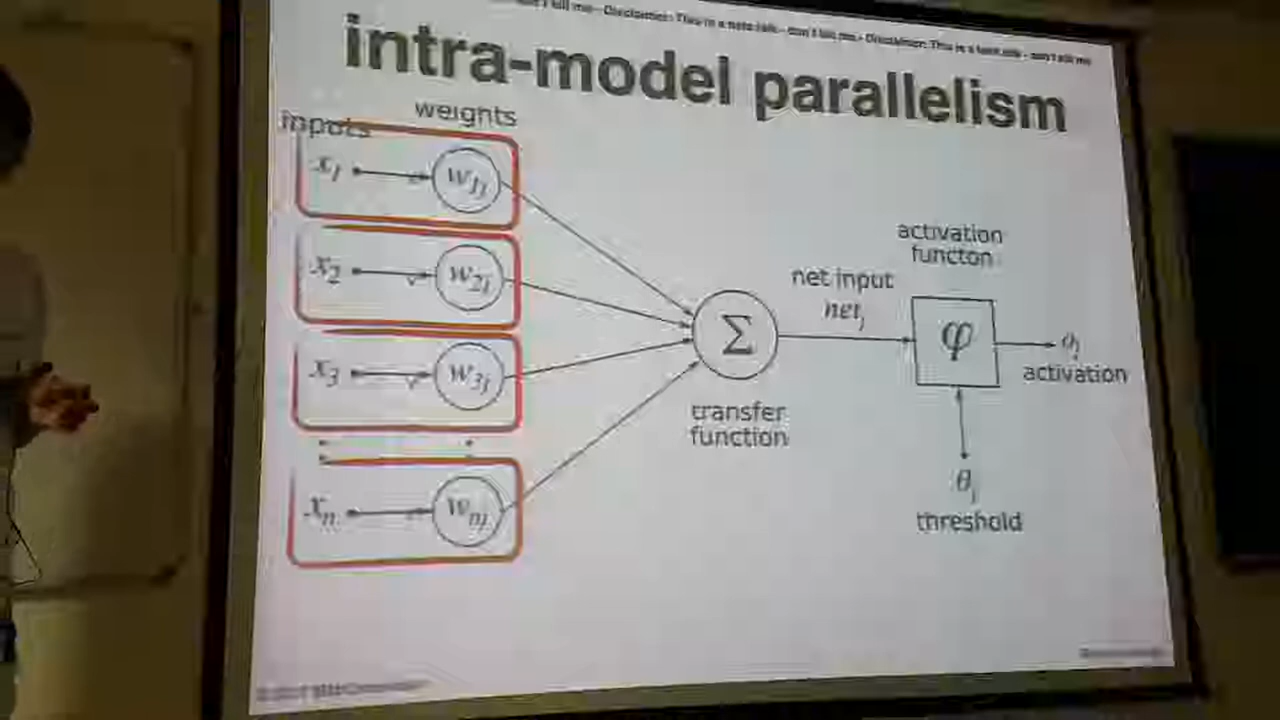 intra-model parallelism
inputs
weights
x1
w1j
x2
w2j
x3
w3j
xn
wnj
Σ
transfer
function
net input
netj
activation
functon
φ
oj
activation
θj
threshold